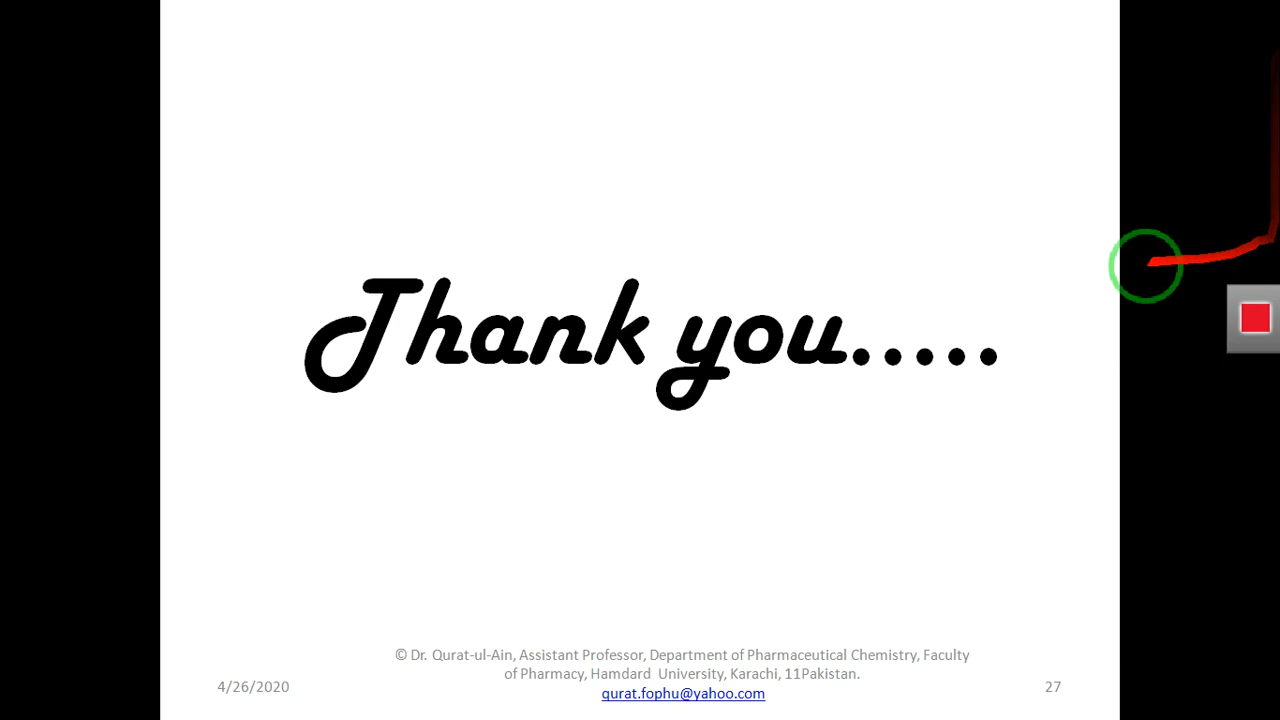 Thank you.....
© Dr. Qurat-ul-Ain, Assistant Professor, Department of Pharmaceutical Chemistry, Faculty
of Pharmacy, Hamdard University, Karachi, 11Pakistan.
qurat.fophu@yahoo.com
4/26/2020
27